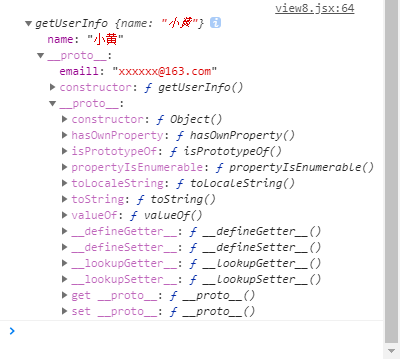 view8.jsx:64
getUserInfo {name: "小黄"} i
name: "小黄"
__proto__:
emaill: "xxxxxx@163.com"
constructor: ƒ getUserInfo()
__proto__:
constructor: ƒ Object()
hasOwnProperty: ƒ hasOwnProperty()
isPrototypeOf: ƒ isPrototypeOf()
propertyIsEnumerable: ƒ propertyIsEnumerable()
toLocaleString: ƒ toLocaleString()
toString: ƒ toString()
valueOf: ƒ valueOf()
__defineGetter__: ƒ __defineGetter__()
__defineSetter__: ƒ __defineSetter__()
__lookupGetter__: ƒ __lookupGetter__()
__lookupSetter__: ƒ __lookupSetter__()
get __proto__: ƒ __proto__()
set __proto__: ƒ __proto__()